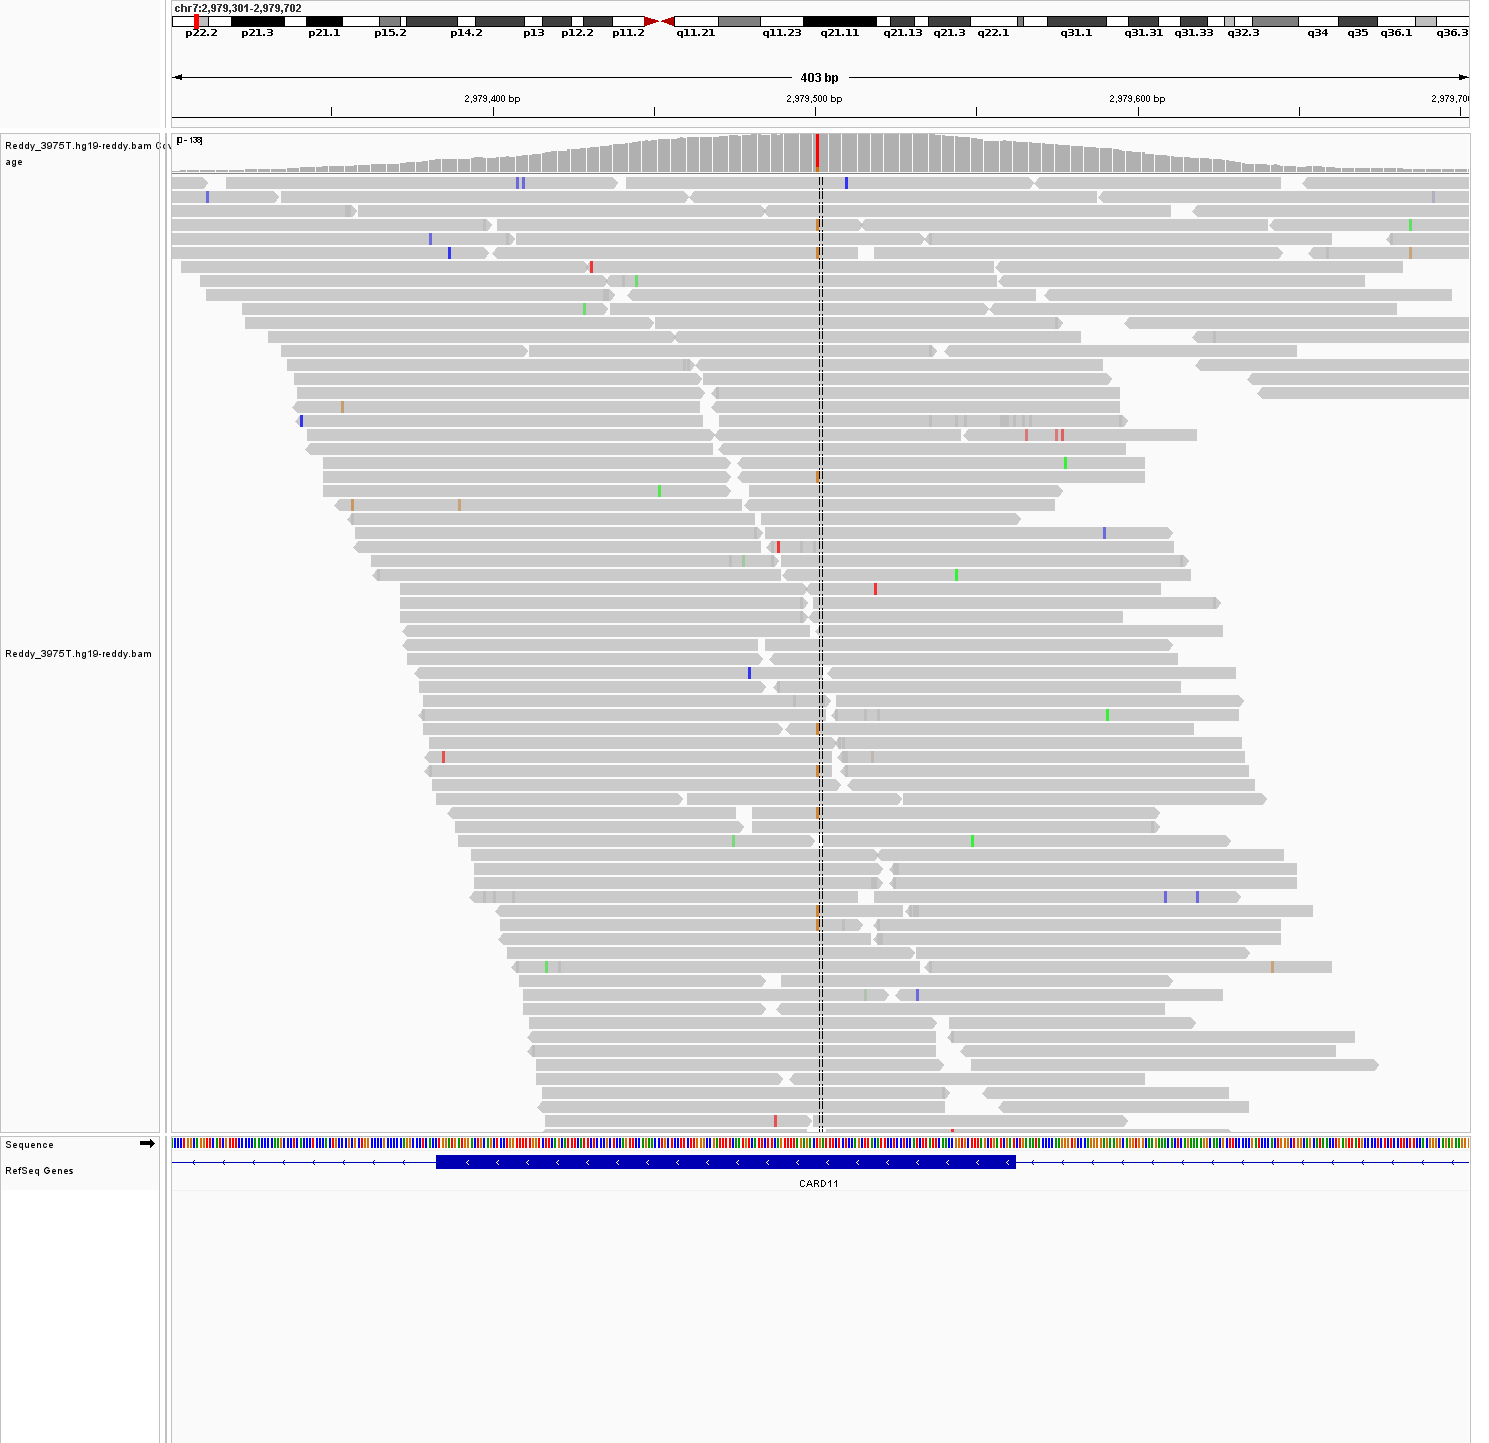 chr7:2,979,301-2,979,702
p22.2 p21.3 p21.1 p15.2 p14.2 p13 p12.2 p11.2 q11.21 q11.23 q21.11 q21.13 q21.3 q22.1 q31.1 q31.31 q31.33 q32.3 q34 q35 q36.1 q36.3
403 bp
2,979,400 bp 2,979,500 bp 2,979,600 bp 2,979,700
Reddy_3975T.hg19-reddy.bam Cov
age
[0 - 138]
Reddy_3975T.hg19-reddy.bam
Sequence
RefSeq Genes
CARD11